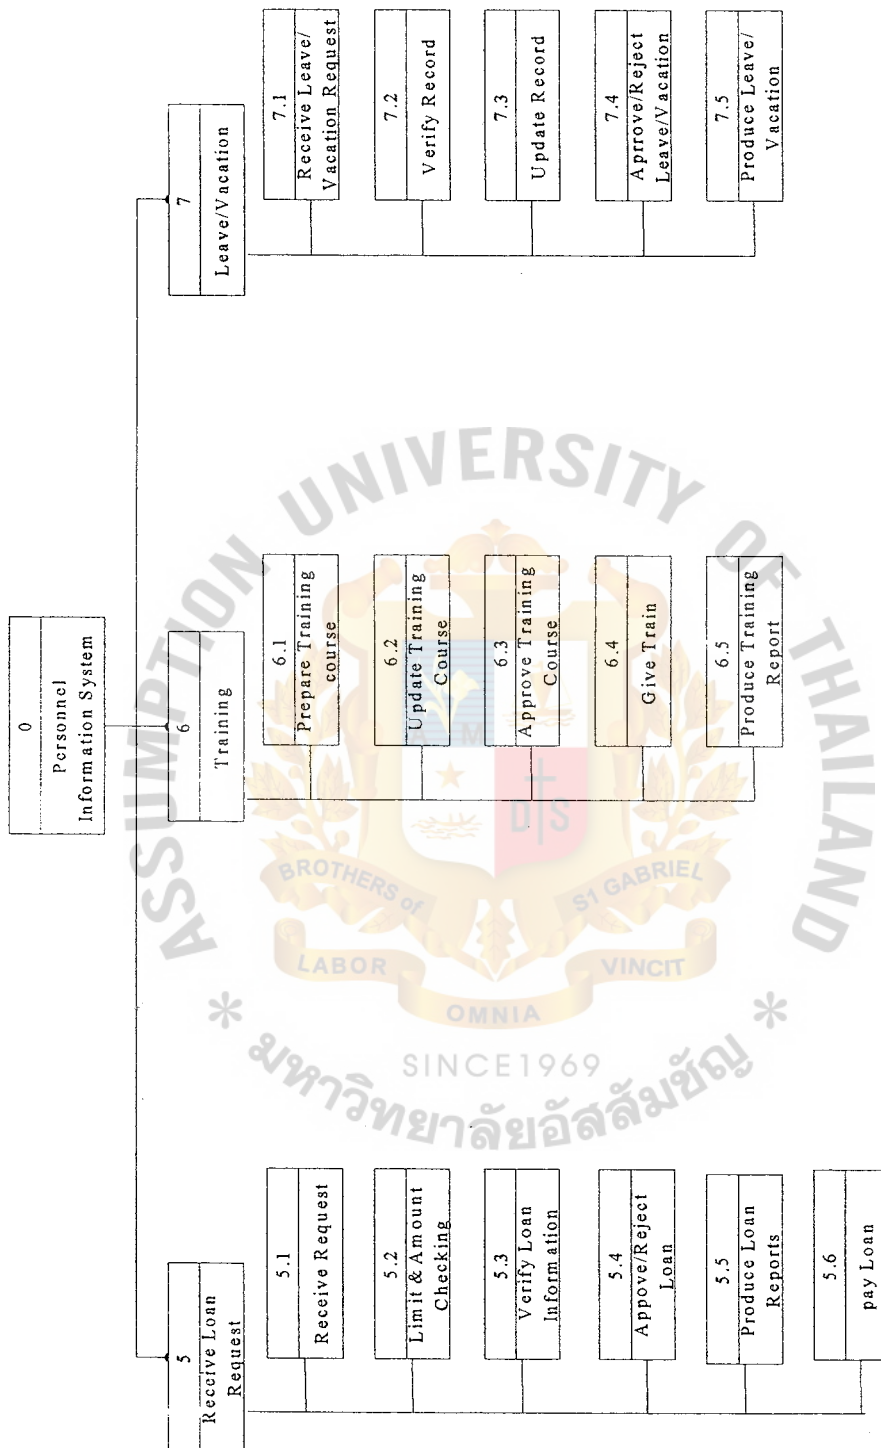 0
Personnel
Information System
5
Receive Loan
Request
5.1
Receive Request
5.2
Limit & Amount
Checking
5.3
Verify Loan
Information
5.4
Appove/Reject
Loan
5.5
Produce Loan
Reports
5.6
pay Loan
6
Training
6.1
Prepare Training
course
6.2
Update Training
Course
6.3
Approve Training
Course
6.4
Give Train
6.5
Produce Training
Report
7
Leave/Vacation
7.1
Receive Leave/
Vacation Request
7.2
Verify Record
7.3
Update Record
7.4
Aprrove/Reject
Leave/Vacation
7.5
Produce Leave/
Vacation
ASSUMPTION UNIVERSITY OF THAILAND
A M
D S
BROTHERS of
S1 GABRIEL
LABOR
OMNIA
VINCIT
SINCE1969
* มหาวิทยาลัยอัสสัมชัญ *